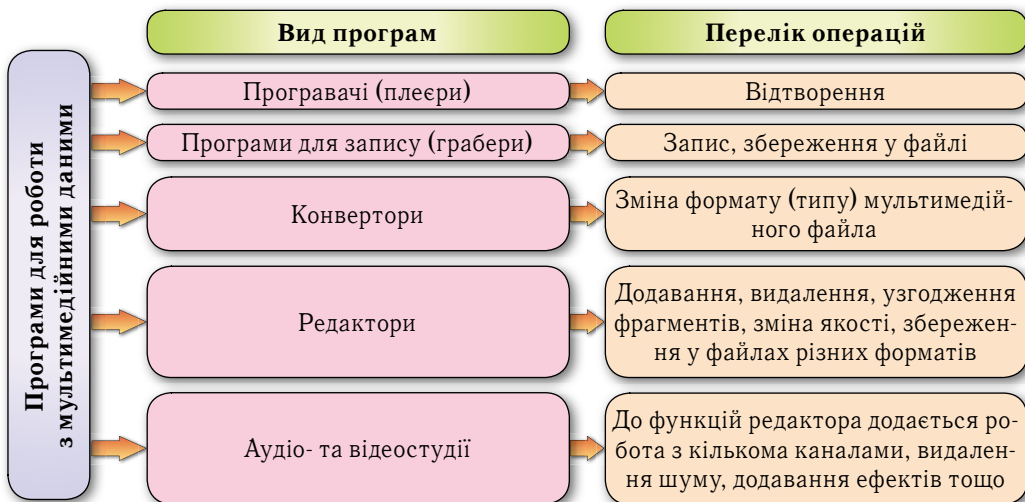 Вид програм
Перелік операцій
Програми для роботи
з мультимедійними даними
Програвачі (плеєри)
Відтворення
Програми для запису (грабери)
Запис, збереження у файлі
Конвертори
Зміна формату (типу) мультимедій-
ного файла
Редактори
Додавання, видалення, узгодження
фрагментів, зміна якості, збережен-
ня у файлах різних форматів
Аудіо- та відеостудії
До функцій редактора додається ро-
бота з кількома каналами, видален-
ня шуму, додавання ефектів тощо